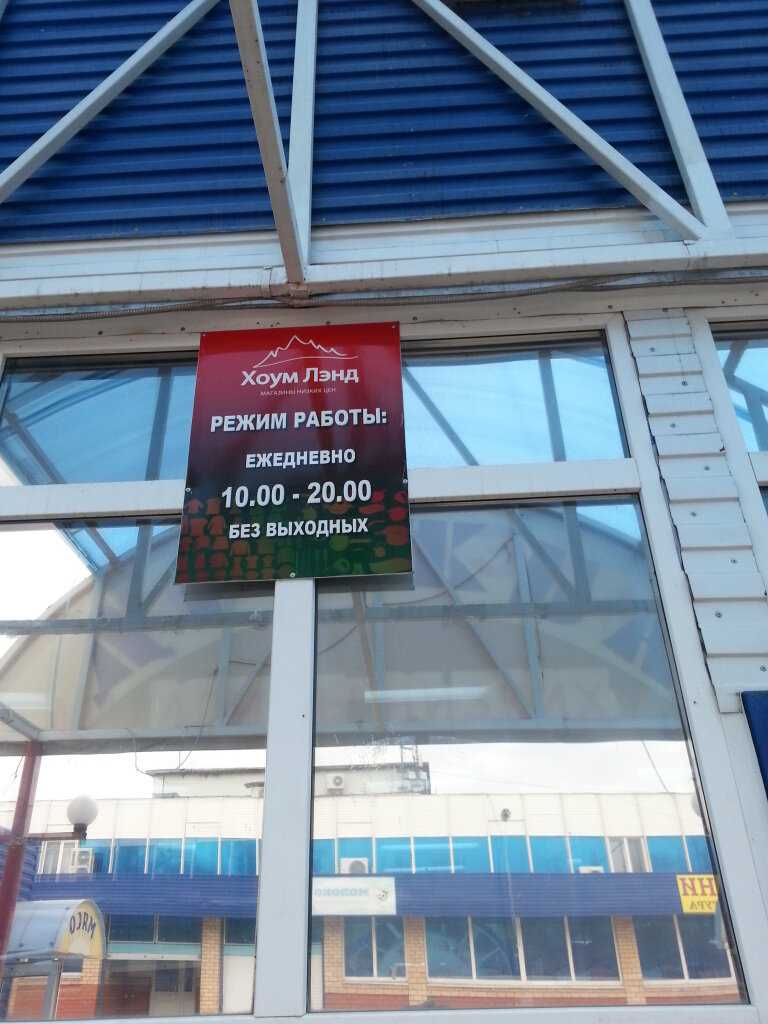 Хоум Лэнд
МАГАЗИНЫ НИЗКИХ ЦЕН
РЕЖИМ РАБОТЫ:
ЕЖЕДНЕВНО
10.00 - 20.00
БЕЗ ВЫХОДНЫХ
МОЛОКО
МЯСО